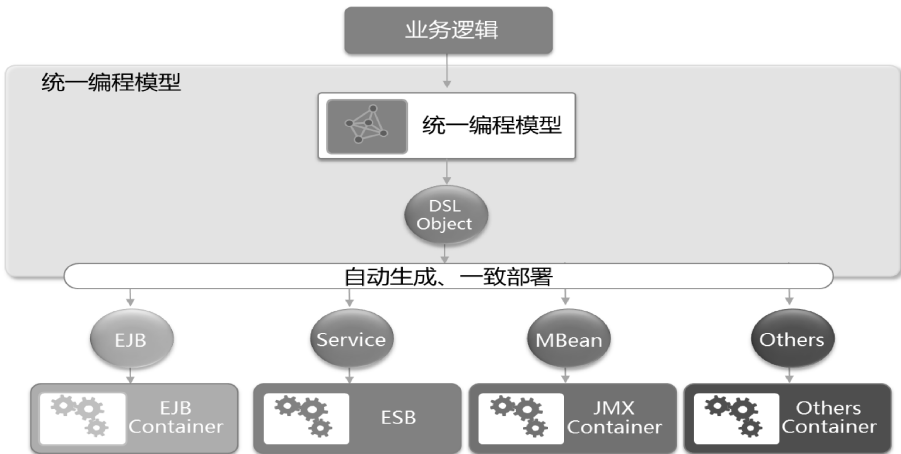 业务逻辑
统一编程模型
统一编程模型
DSL
Object
自动生成、一致部署
EJB
Service
MBean
Others
EJB
Container
ESB
JMX
Container
Others
Container